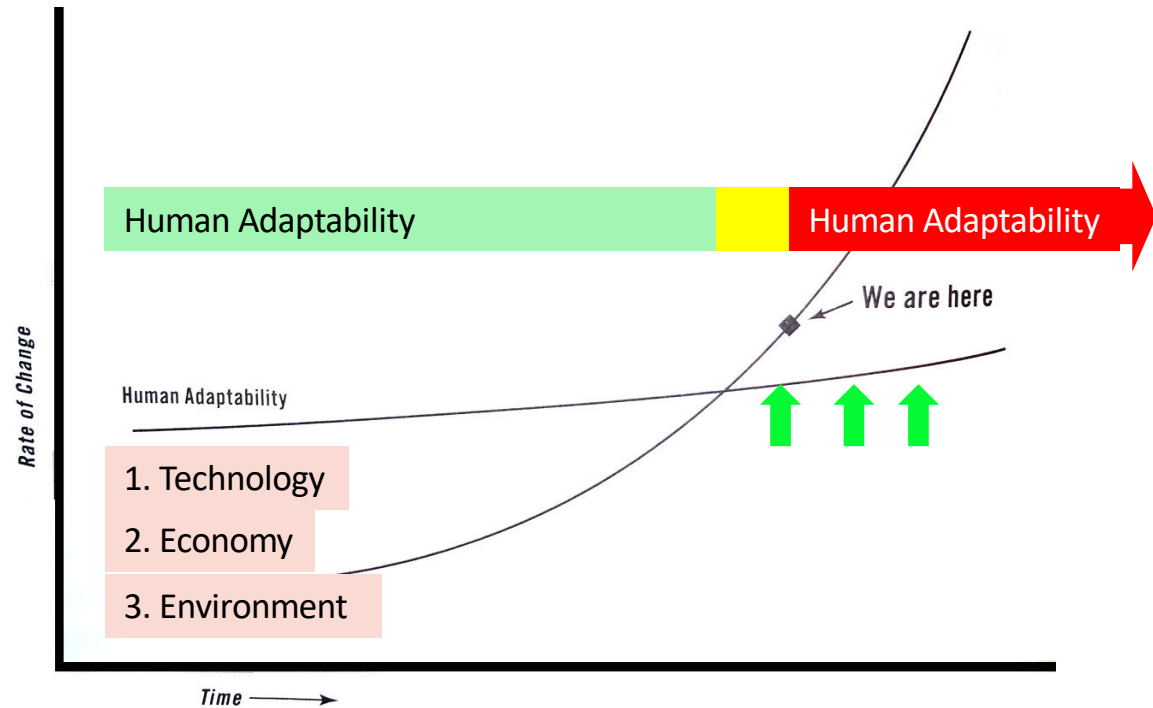 Human Adaptability
Human Adaptability
We are here
Rate of Change
Human Adaptability
1. Technology
2. Economy
3. Environment
Time